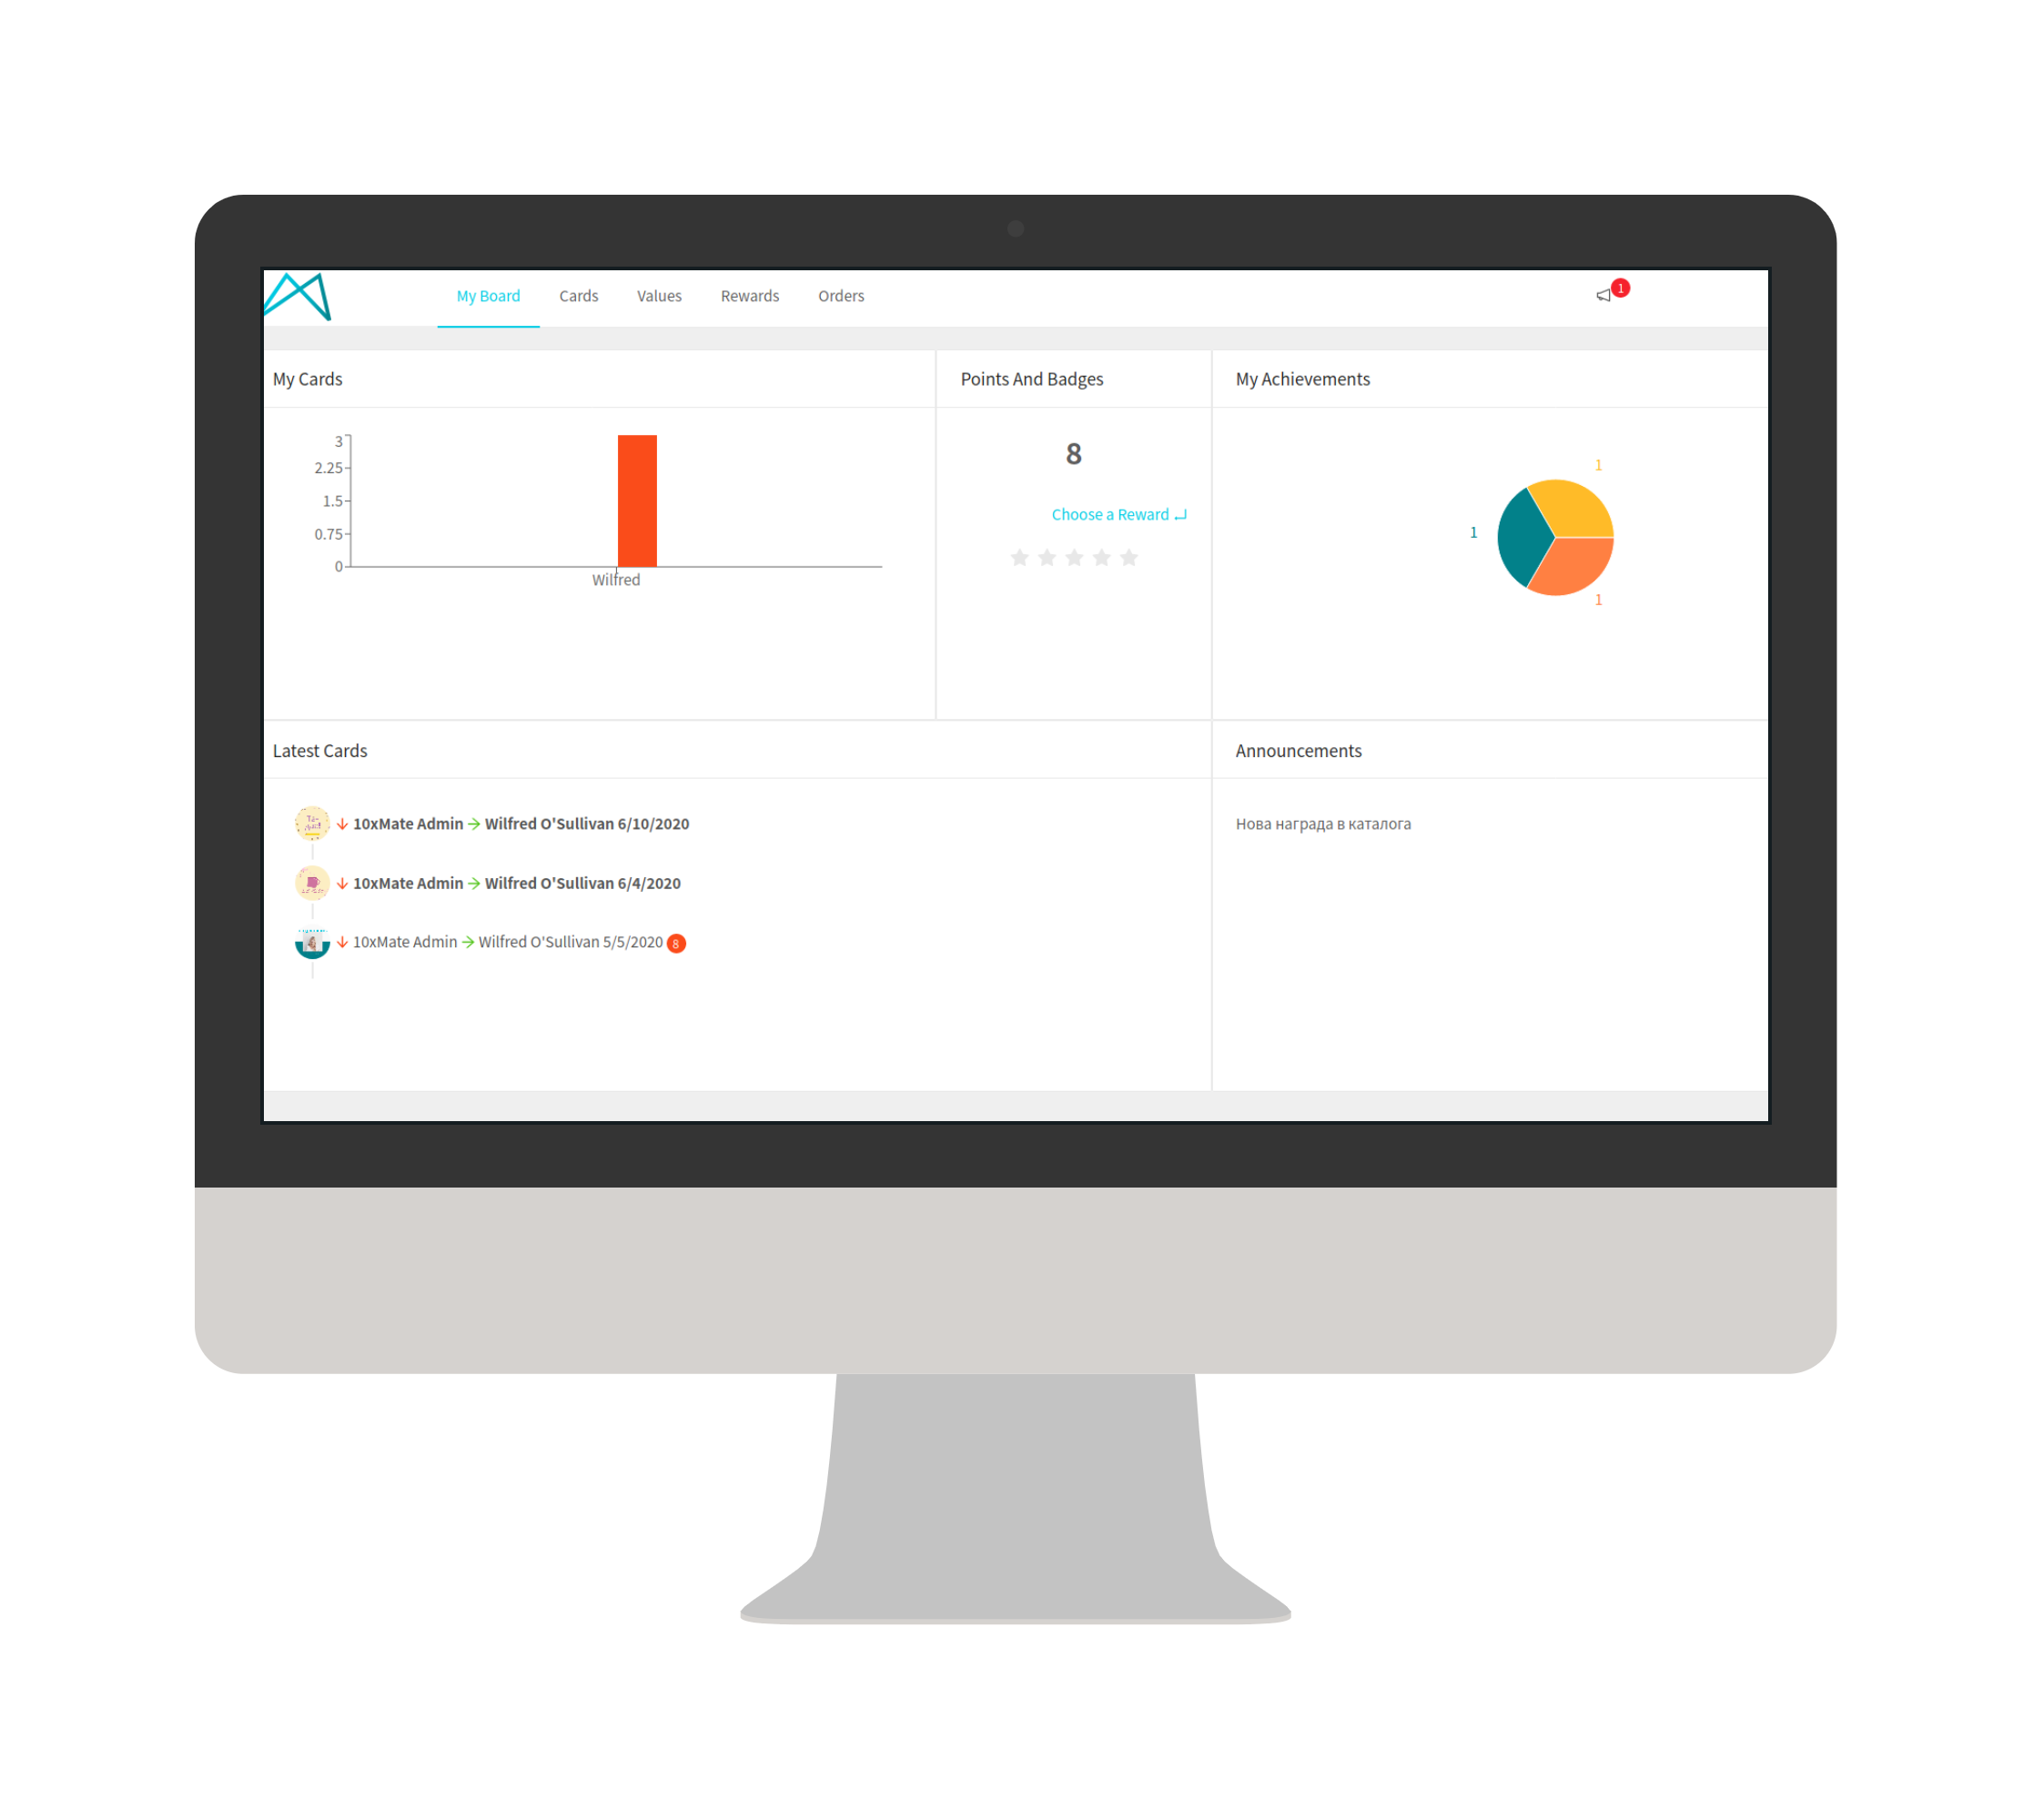 My Board Cards Values Rewards Orders 1
My Cards
3
2.25
1.5
0.75
0
Wilfred
Points And Badges
8
Choose a Reward
My Achievements
1
1
1
Latest Cards
10xMate Admin → Wilfred O'Sullivan 6/10/2020
10xMate Admin → Wilfred O'Sullivan 6/4/2020
10xMate Admin → Wilfred O'Sullivan 5/5/2020 8
Announcements
Нова награда в каталога